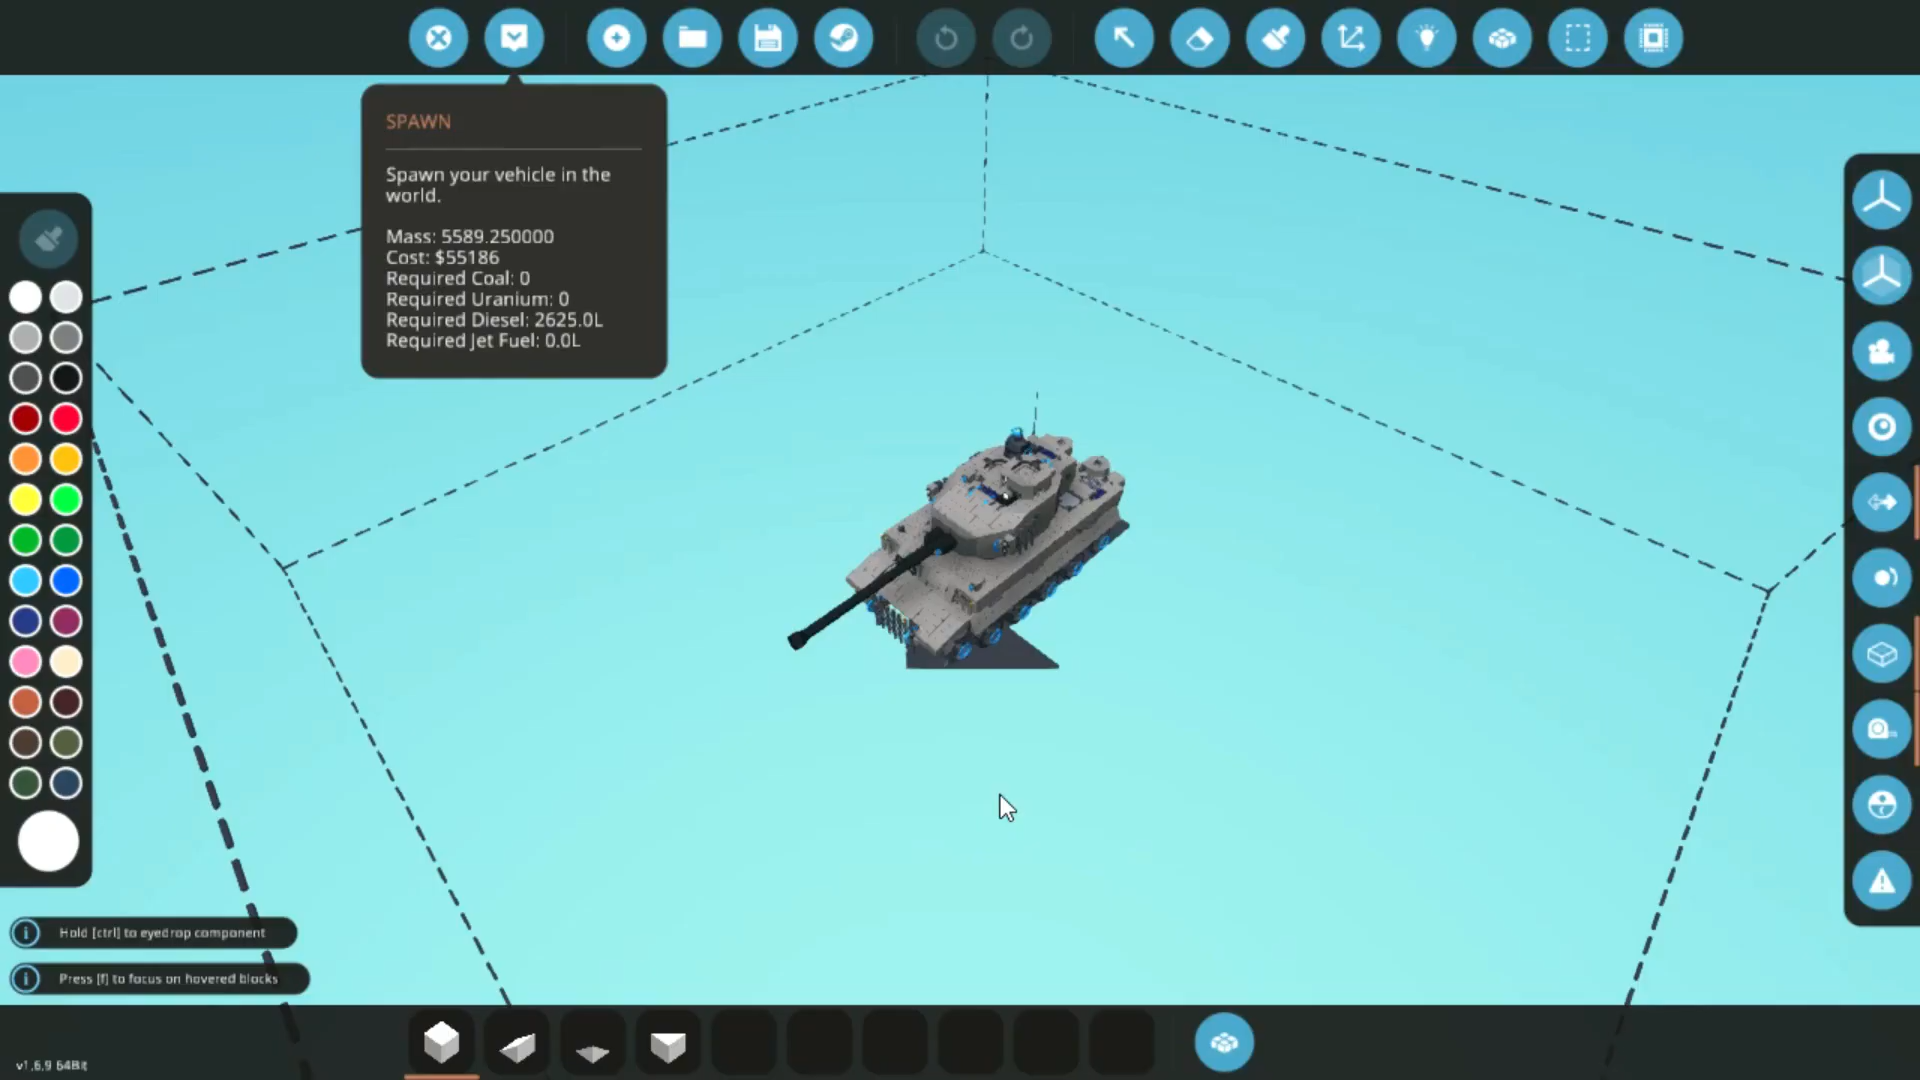 SPAWN
Spawn your vehicle in the
world.
Mass: 5589.250000
Cost: $55186
Required Coal: 0
Required Uranium: 0
Required Diesel: 2625.0L
Required Jet Fuel: 0.0L
Hold [ctrl] to eyedrop component
Press [f] to focus on hovered blocks
v1.6.9 64Bit